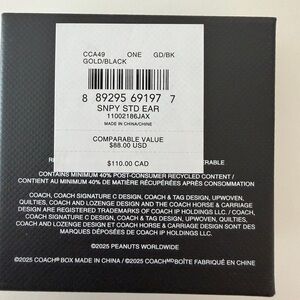 CCA49 ONE GD/BK
GOLD/BLACK
8 89295 69197 7
SNPY STD EAR
11002186JAX
MADE IN CHINA/CHINE
COMPARABLE VALUE
$88.00 USD
$110.00 CAD
CONTAINS MINIMUM 40% POST-CONSUMER RECYCLED CONTENT /
CONTIENT AU MINIMUM 40% DE MATIÈRE RÉCUPÉRÉES APRÈS CONSOMMATION
COACH, COACH SIGNATURE C DESIGN, COACH & TAG DESIGN, UPWOVEN,
QUILTIES, COACH AND LOZENGE DESIGN AND THE COACH HORSE & CARRIAGE
DESIGN ARE REGISTERED TRADEMARKS OF COACH IP HOLDINGS LLC. / COACH,
COACH SIGNATURE C DESIGN, COACH & TAG DESIGN, UPWOVEN, QUILTIES,
COACH AND LOZENGE DESIGN ET COACH HORSE & CARRIAGE DESIGN SONT DES
MARQUES DÉPOSÉES DE COACH IP HOLDINGS LLC.
©2025 PEANUTS WORLDWIDE
©2025 COACH® BOX MADE IN CHINA / ©2025 COACH® BOÎTE FABRIQUÉ EN CHINE